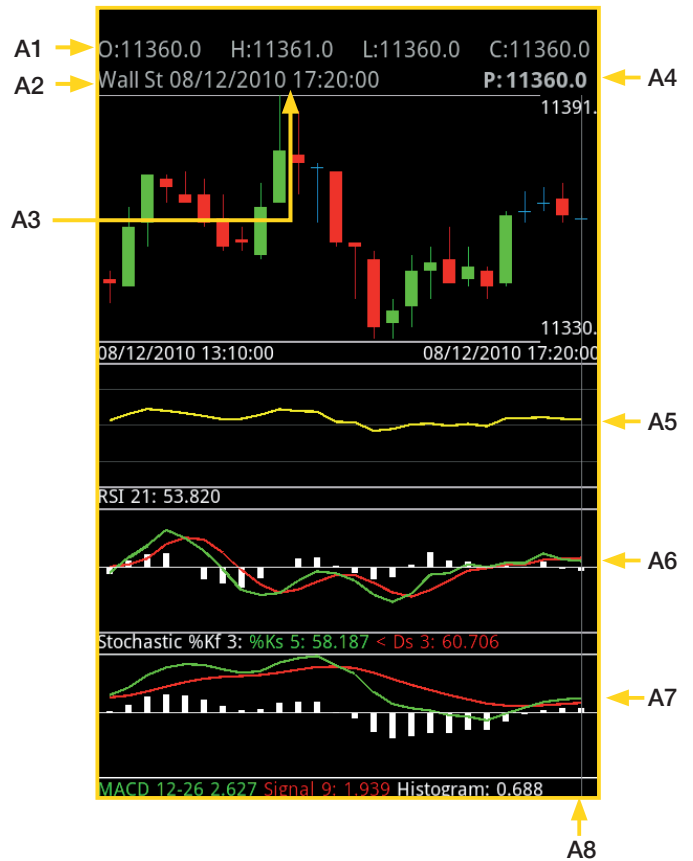 A1 O:11360.0 H:11361.0 L:11360.0 C:11360.0
A2 Wall St 08/12/2010 17:20:00 P:11360.0 A4
11391.
A3
11330.
08/12/2010 13:10:00 08/12/2010 17:20:00
A5
RSI 21: 53.820
A6
Stochastic %Kf 3: %Ks 5: 58.187 < Ds 3: 60.706
A7
MACD 12-26 2.627 Signal 9: 1.939 Histogram: 0.688
A8